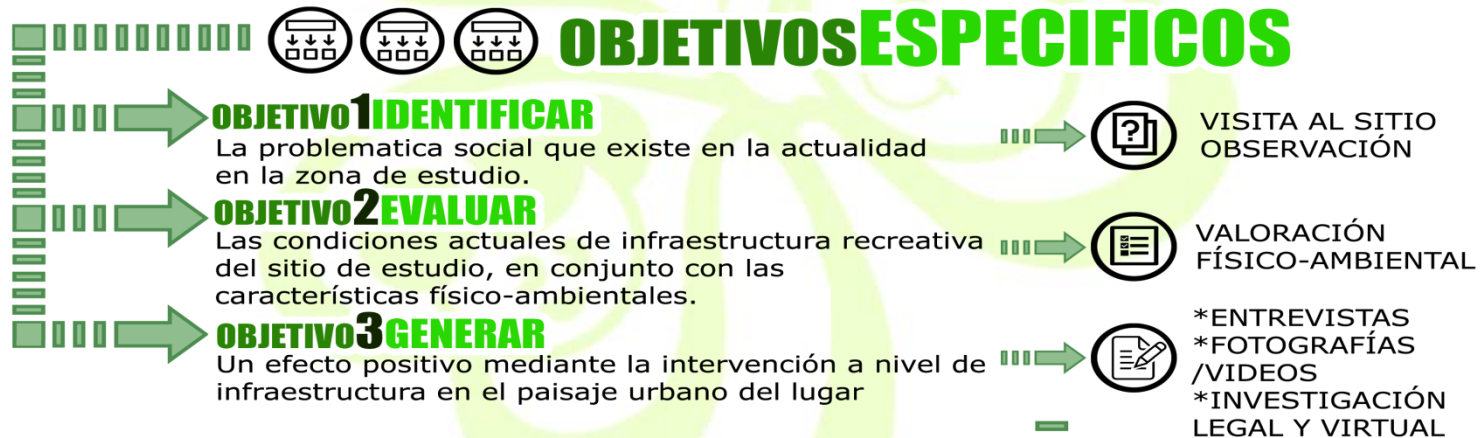 OBJETIVOSESPECIFICOS
OBJETIVO1IDENTIFICAR
La problematica social que existe en la actualidad
en la zona de estudio.
VISITA AL SITIO
OBSERVACIÓN
OBJETIVO2EVALUAR
Las condiciones actuales de infraestructura recreativa
del sitio de estudio, en conjunto con las
características físico-ambientales.
VALORACIÓN
FÍSICO-AMBIENTAL
OBJETIVO3GENERAR
Un efecto positivo mediante la intervención a nivel de
infraestructura en el paisaje urbano del lugar
*ENTREVISTAS
*FOTOGRAFÍAS
/VIDEOS
*INVESTIGACIÓN
LEGAL Y VIRTUAL